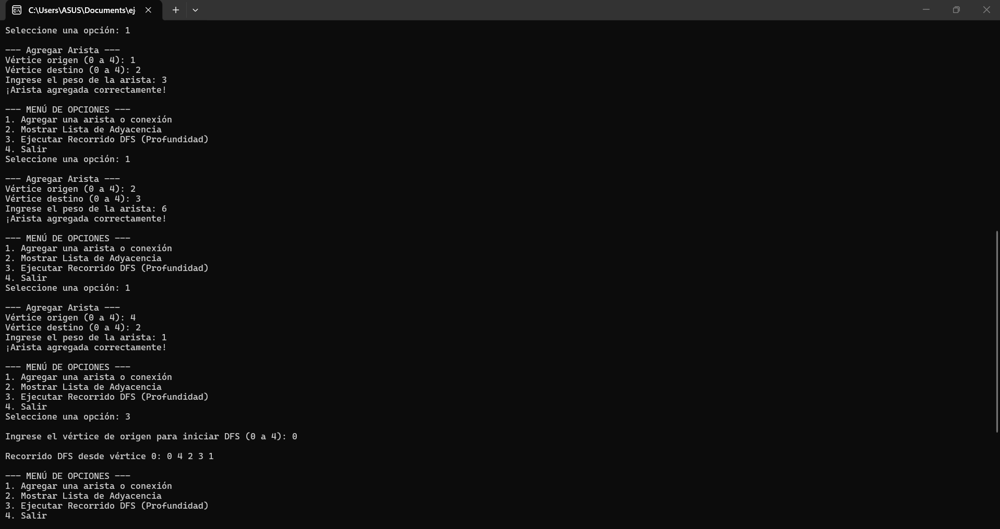 C:\Users\ASUS\Documents\ej
Seleccione una opción: 1
--- Agregar Arista ---
Vértice origen (0 a 4): 1
Vértice destino (0 a 4): 2
Ingrese el peso de la arista: 3
¡Arista agregada correctamente!
--- MENÚ DE OPCIONES ---
1. Agregar una arista o conexión
2. Mostrar Lista de Adyacencia
3. Ejecutar Recorrido DFS (Profundidad)
4. Salir
Seleccione una opción: 1
--- Agregar Arista ---
Vértice origen (0 a 4): 2
Vértice destino (0 a 4): 3
Ingrese el peso de la arista: 6
¡Arista agregada correctamente!
--- MENÚ DE OPCIONES ---
1. Agregar una arista o conexión
2. Mostrar Lista de Adyacencia
3. Ejecutar Recorrido DFS (Profundidad)
4. Salir
Seleccione una opción: 1
--- Agregar Arista ---
Vértice origen (0 a 4): 4
Vértice destino (0 a 4): 2
Ingrese el peso de la arista: 1
¡Arista agregada correctamente!
--- MENÚ DE OPCIONES ---
1. Agregar una arista o conexión
2. Mostrar Lista de Adyacencia
3. Ejecutar Recorrido DFS (Profundidad)
4. Salir
Seleccione una opción: 3
Ingrese el vértice de origen para iniciar DFS (0 a 4): 0
Recorrido DFS desde vértice 0: 0 4 2 3 1
--- MENÚ DE OPCIONES ---
1. Agregar una arista o conexión
2. Mostrar Lista de Adyacencia
3. Ejecutar Recorrido DFS (Profundidad)
4. Salir